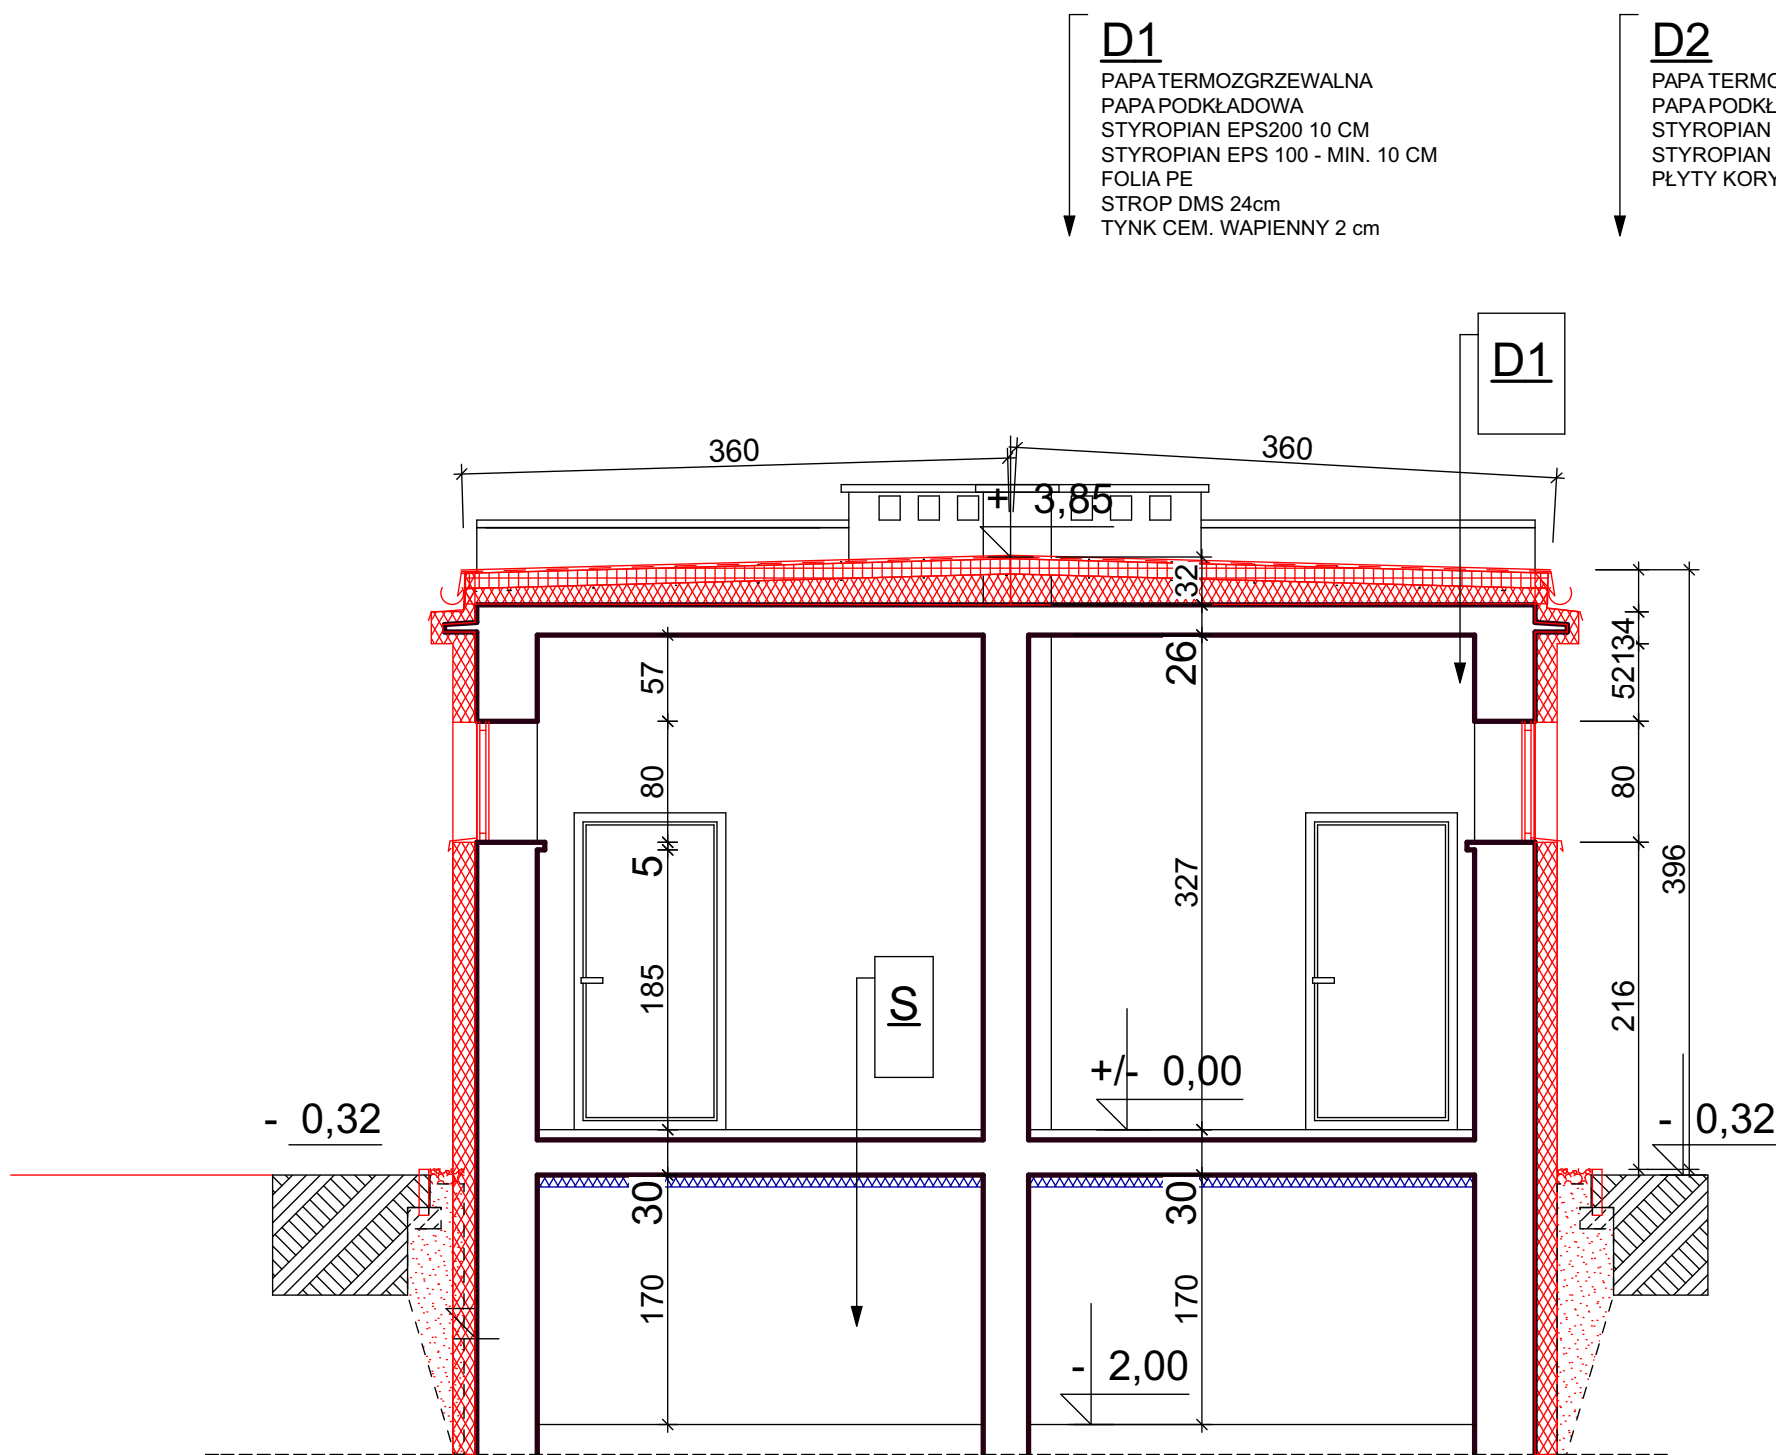 D1
PAPA TERMOZGRZEWALNA
PAPA PODKŁADOWA
STYROPIAN EPS200 10 CM
STYROPIAN EPS 100 - MIN. 10 CM
FOLIA PE
STROP DMS 24cm
TYNK CEM. WAPIENNY 2 cm
D2
PAPA TERMO
PAPA PODKŁ
STYROPIAN
STYROPIAN
PŁYTY KORY
D1
360
360
+ 3,85
32
26
57
80
5
185
327
34
521
80
216
396
S
+/- 0,00
- 0,32
- 0,32
30
30
170
170
- 2,00